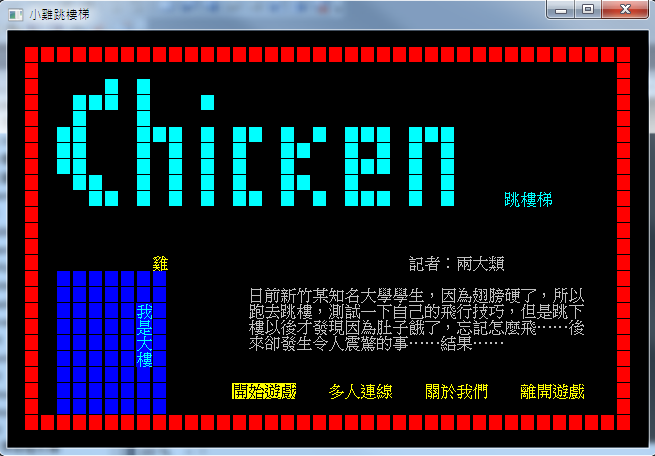 小雞跳樓梯
Chicken
跳樓梯
雞
記者：兩大類
我是大樓
日前新竹某知名大學學生，因為翅膀硬了，所以
跑去跳樓，測試一下自己的飛行技巧，但是跳下
樓以後才發現因為肚子餓了，忘記怎麼飛……後
來卻發生令人震驚的事……結果……
開始遊戲 多人連線 關於我們 離開遊戲